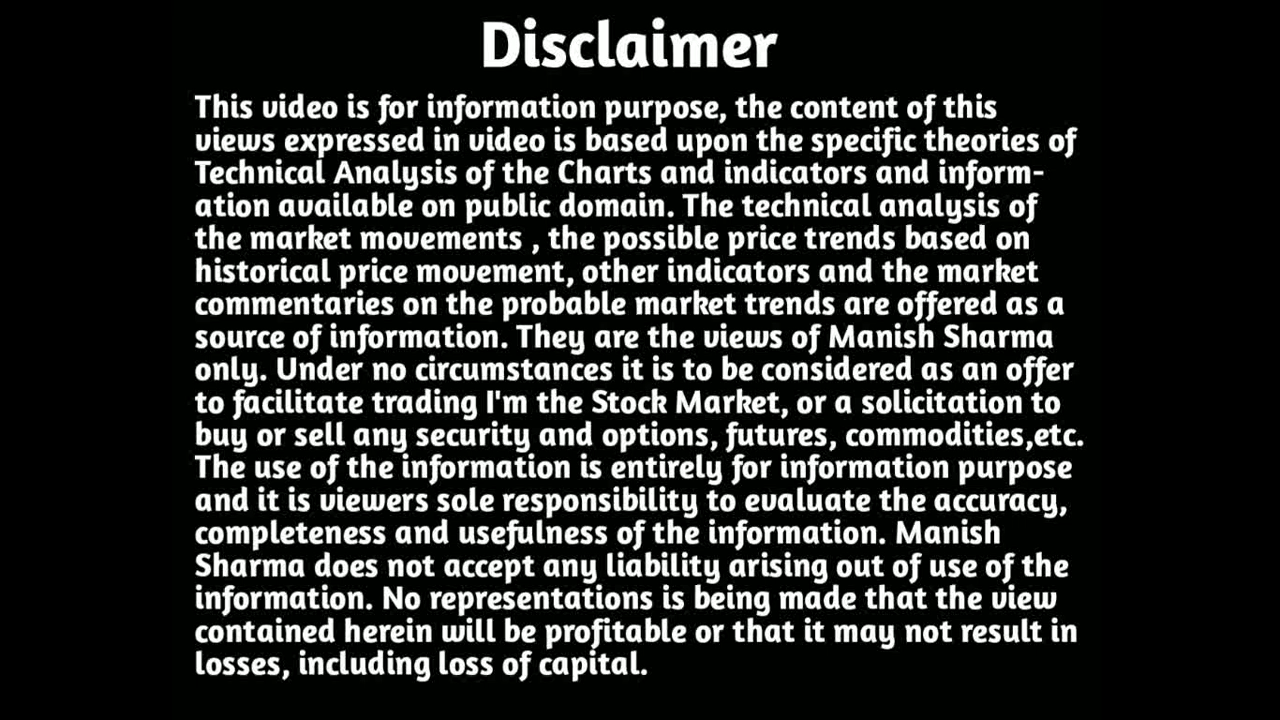 Disclaimer
This video is for information purpose, the content of this
views expressed in video is based upon the specific theories of
Technical Analysis of the Charts and indicators and inform-
ation available on public domain. The technical analysis of
the market movements , the possible price trends based on
historical price movement, other indicators and the market
commentaries on the probable market trends are offered as a
source of information. They are the views of Manish Sharma
only. Under no circumstances it is to be considered as an offer
to facilitate trading I'm the Stock Market, or a solicitation to
buy or sell any security and options, futures, commodities,etc.
The use of the information is entirely for information purpose
and it is viewers sole responsibility to evaluate the accuracy,
completeness and usefulness of the information. Manish
Sharma does not accept any liability arising out of use of the
information. No representations is being made that the view
contained herein will be profitable or that it may not result in
losses, including loss of capital.